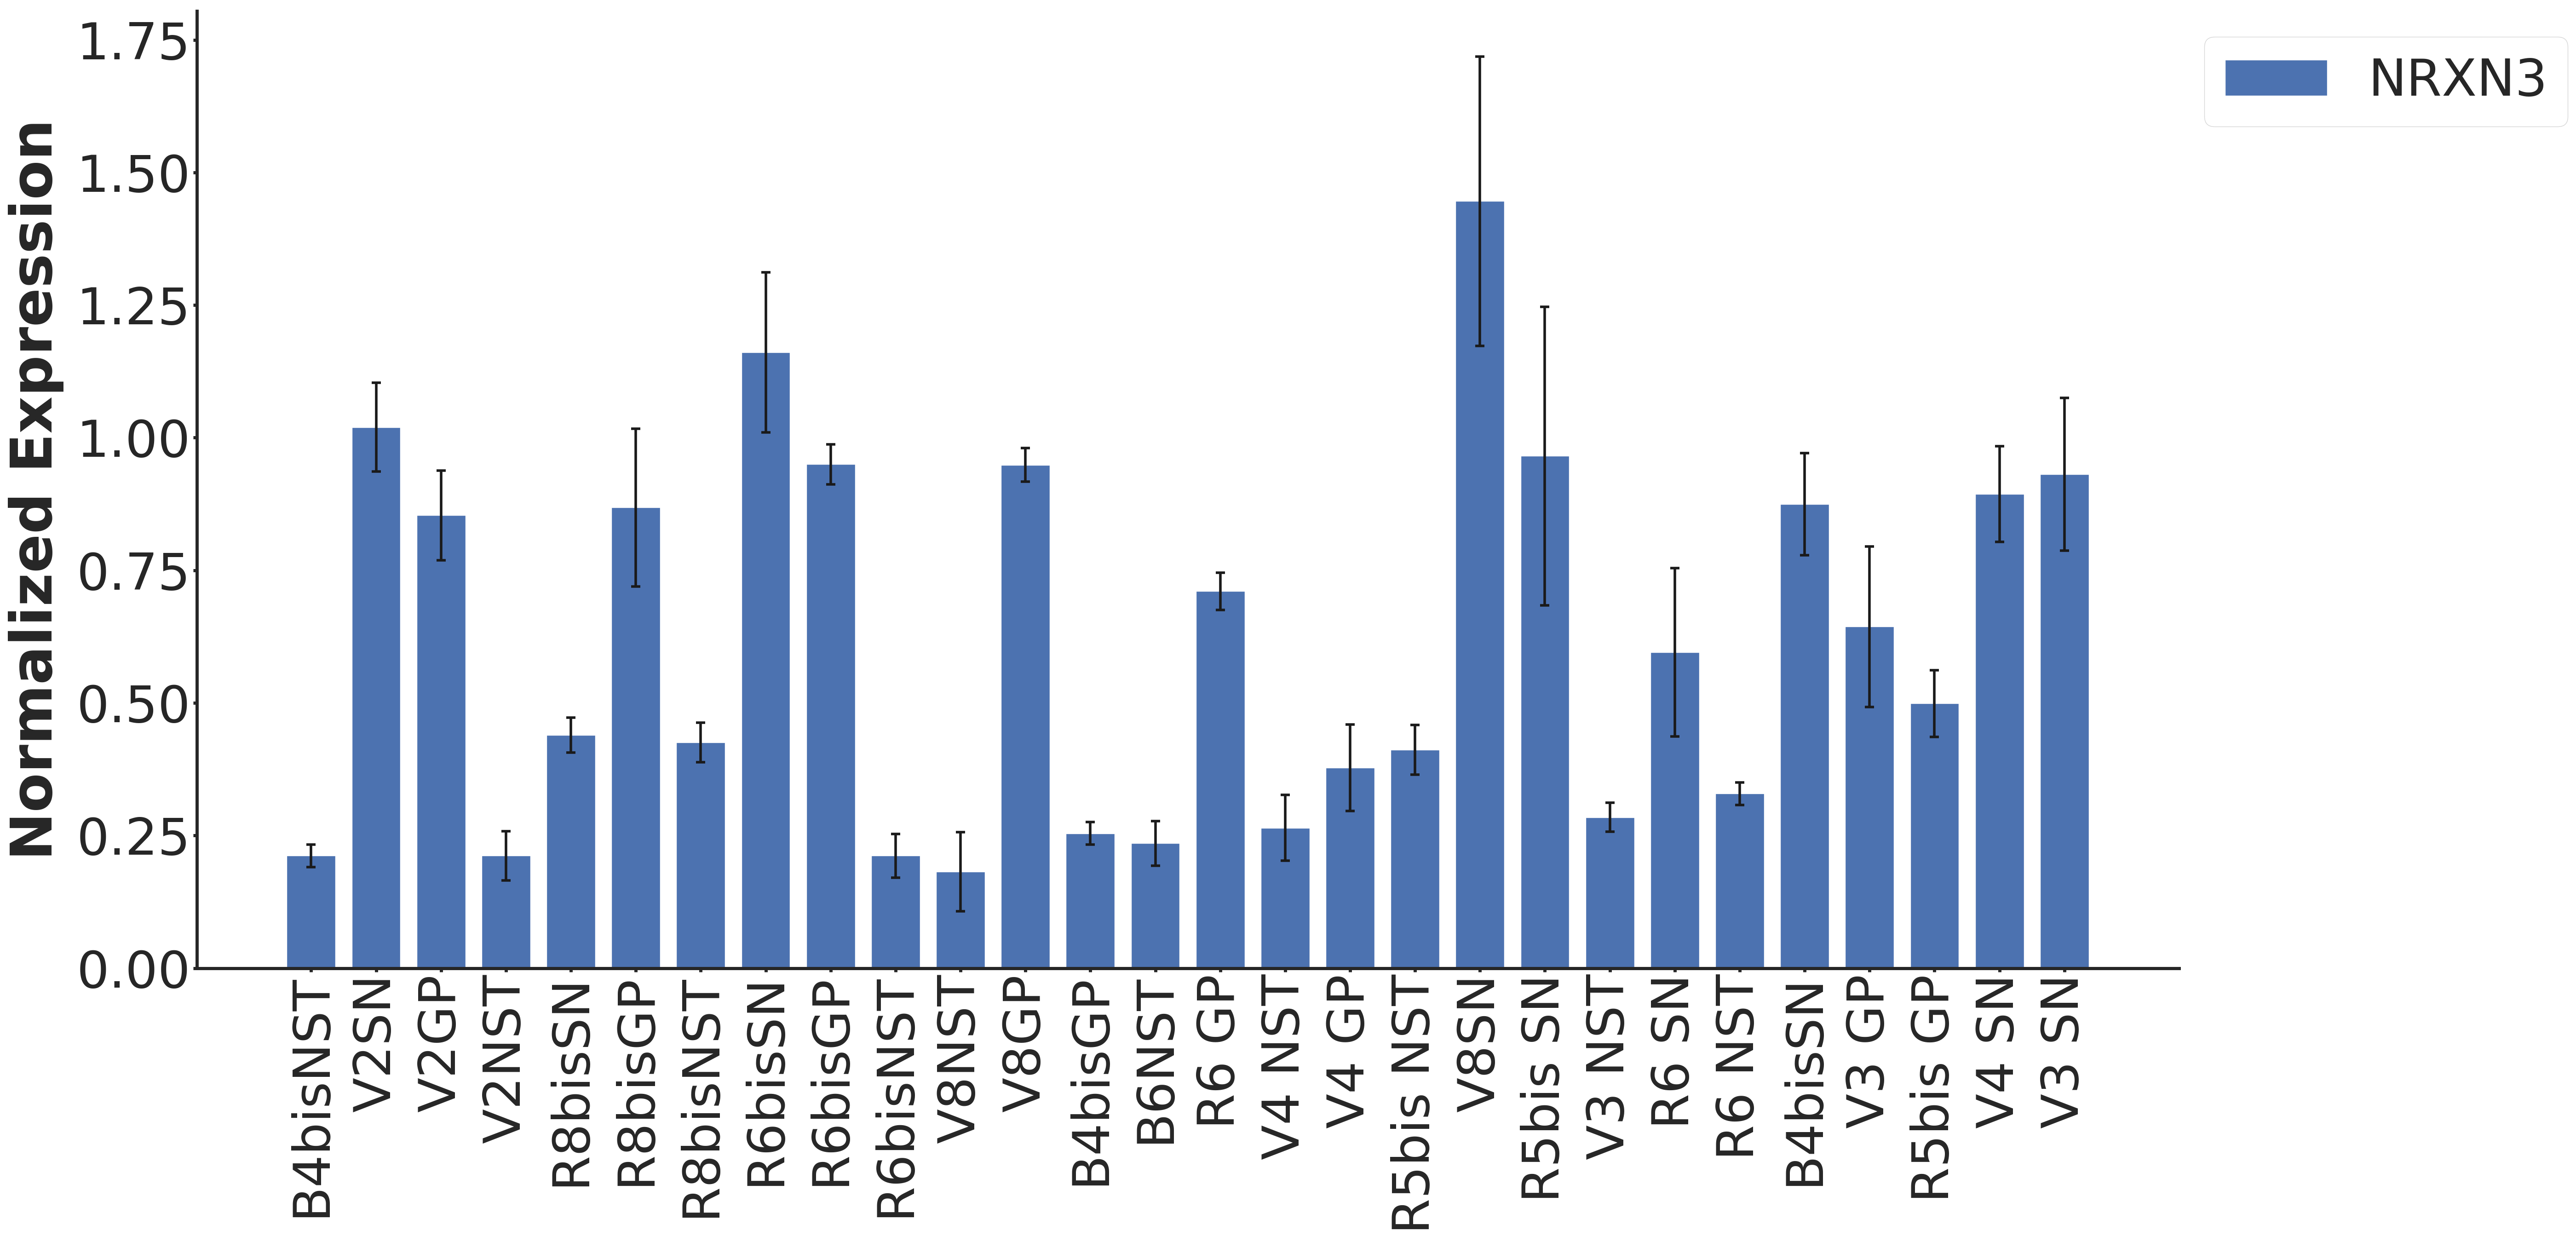 Normalized Expression
1.75
1.50
1.25
1.00
0.75
0.50
0.25
0.00
B4bisNST
V2SN
V2GP
V2NST
R8bisSN
R8bisGP
R8bisNST
R6bisSN
R6bisGP
R6bisNST
V8NST
V8GP
B4bisGP
B6NST
R6 GP
V4 NST
V4 GP
R5bis NST
V8SN
R5bis SN
V3 NST
R6 SN
R6 NST
B4bisSN
V3 GP
R5bis GP
V4 SN
V3 SN
NRXN3